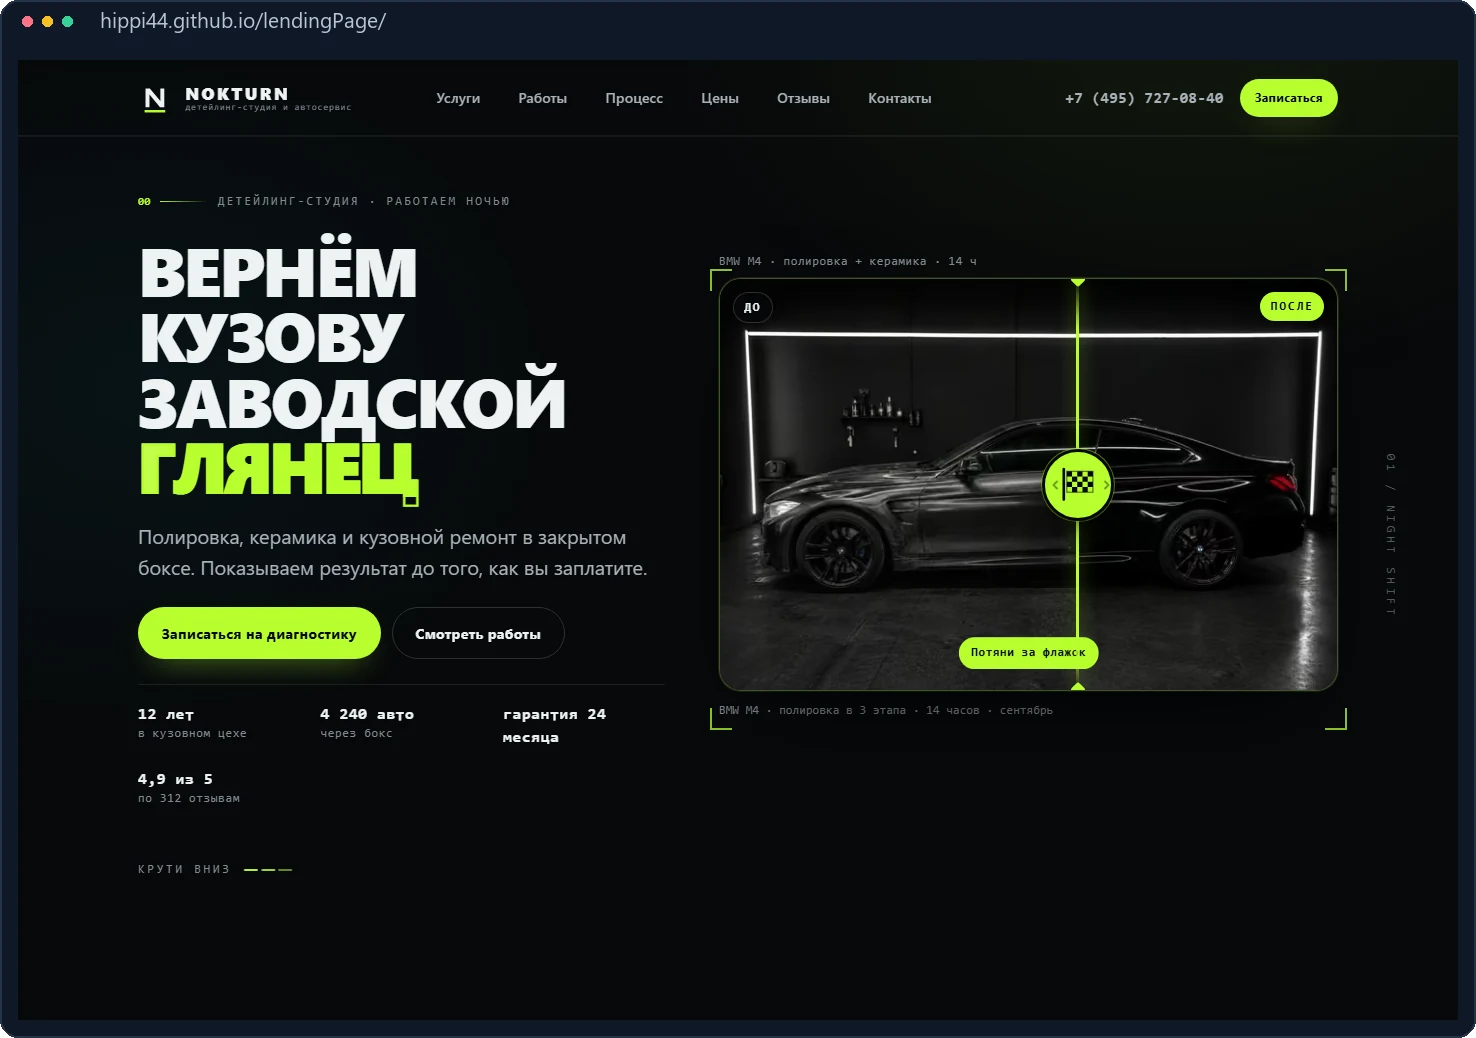 hippi44.github.io/lendingPage/
N
NOKTURN
детейлинг-студия и автосервис
Услуги
Работы
Процесс
Цены
Отзывы
Контакты
+7 (495) 727-08-40
Записаться
00
ДЕТЕЙЛИНГ-СТУДИЯ · РАБОТАЕМ НОЧЬЮ
ВЕРНЁМ
КУЗОВУ
ЗАВОДСКОЙ
ГЛЯНЕЦ
Полировка, керамика и кузовной ремонт в закрытом
боксе. Показываем результат до того, как вы заплатите.
Записаться на диагностику
Смотреть работы
12 лет
в кузовном цехе
4 240 авто
через бокс
гарантия 24
месяца
4,9 из 5
по 312 отзывам
КРУТИ ВНИЗ
BMW M4 · полировка + керамика · 14 ч
ДО
ПОСЛЕ
Потяни за флажок
BMW M4 · полировка в 3 этапа · 14 часов · сентябрь
01 / NIGHT SHIFT